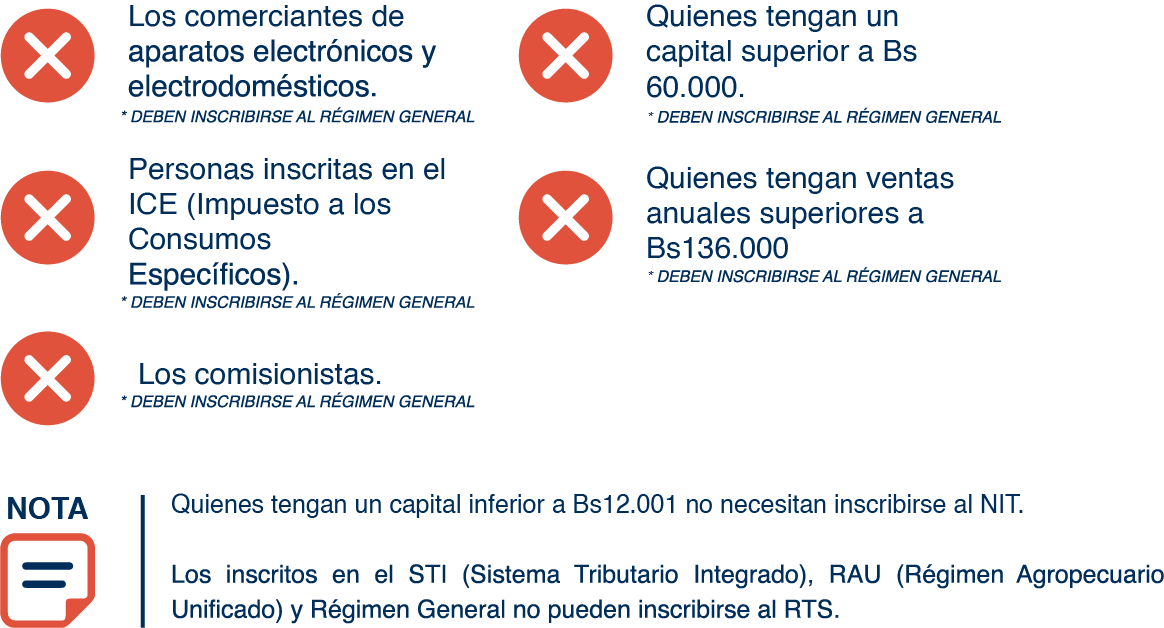 Los comerciantes de
aparatos electrónicos y
electrodomésticos.
* DEBEN INSCRIBIRSE AL RÉGIMEN GENERAL
Quienes tengan un
capital superior a Bs
60.000.
* DEBEN INSCRIBIRSE AL RÉGIMEN GENERAL
Personas inscritas en el
ICE (Impuesto a los
Consumos
Específicos).
* DEBEN INSCRIBIRSE AL RÉGIMEN GENERAL
Quienes tengan ventas
anuales superiores a
Bs136.000
* DEBEN INSCRIBIRSE AL RÉGIMEN GENERAL
Los comisionistas.
* DEBEN INSCRIBIRSE AL RÉGIMEN GENERAL
NOTA
Quienes tengan un capital inferior a Bs12.001 no necesitan inscribirse al NIT.
Los inscritos en el STI (Sistema Tributario Integrado), RAU (Régimen Agropecuario
Unificado) y Régimen General no pueden inscribirse al RTS.